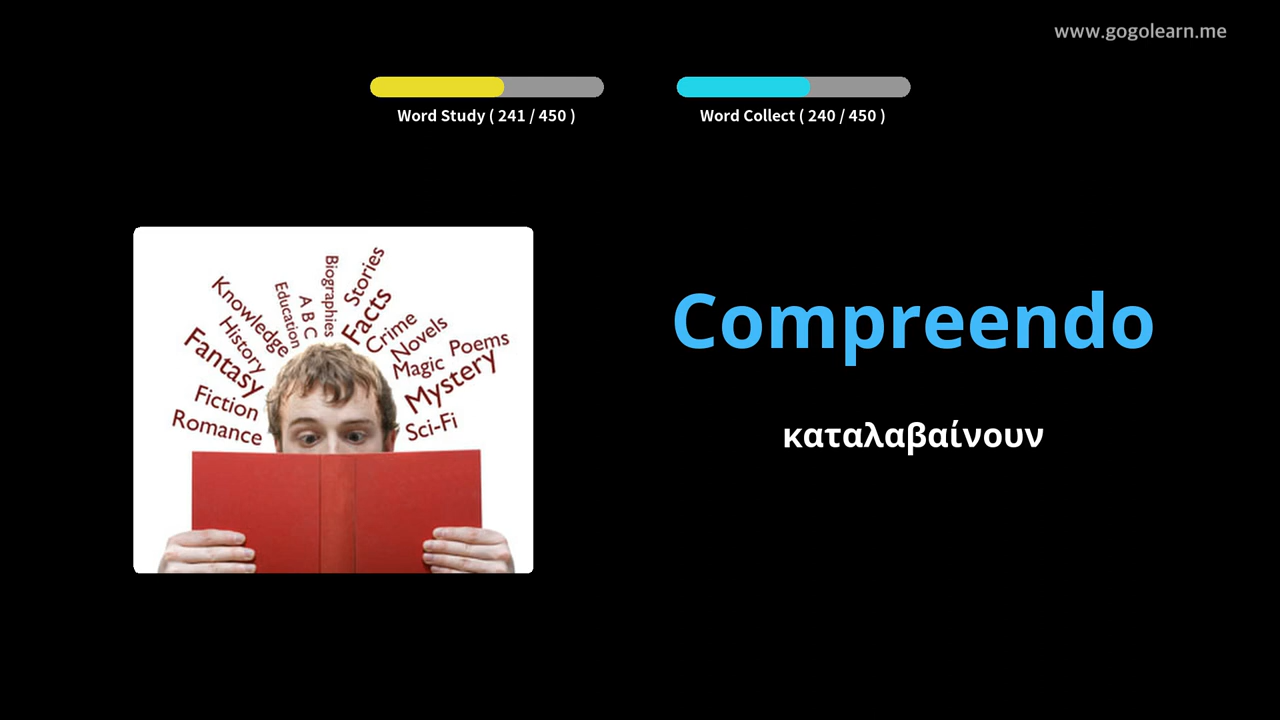 www.gogolearn.me
Word Study ( 241 / 450 )
Word Collect ( 240 / 450 )
Compreendo
καταλαβαίνουν
Knowledge
Education
A B C
Biographies
Stories
History
Facts
Crime
Novels
Fantasy
Magic
Poems
Fiction
Mystery
Romance
Sci-Fi